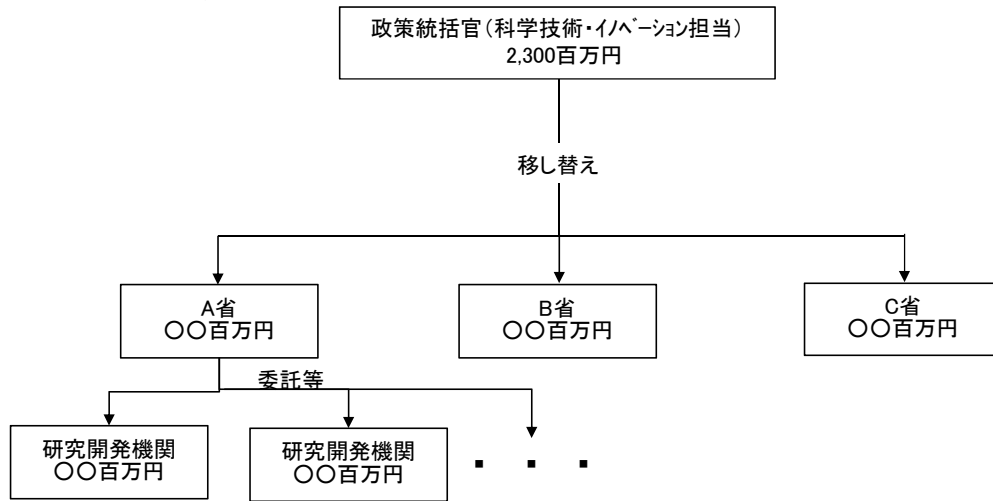 政策統括官（科学技術・ｲﾉﾍﾞｰｼｮﾝ担当）
2,300百万円
移し替え
A省
〇〇百万円
B省
〇〇百万円
C省
〇〇百万円
委託等
研究開発機関
〇〇百万円
研究開発機関
〇〇百万円
・ ・ ・